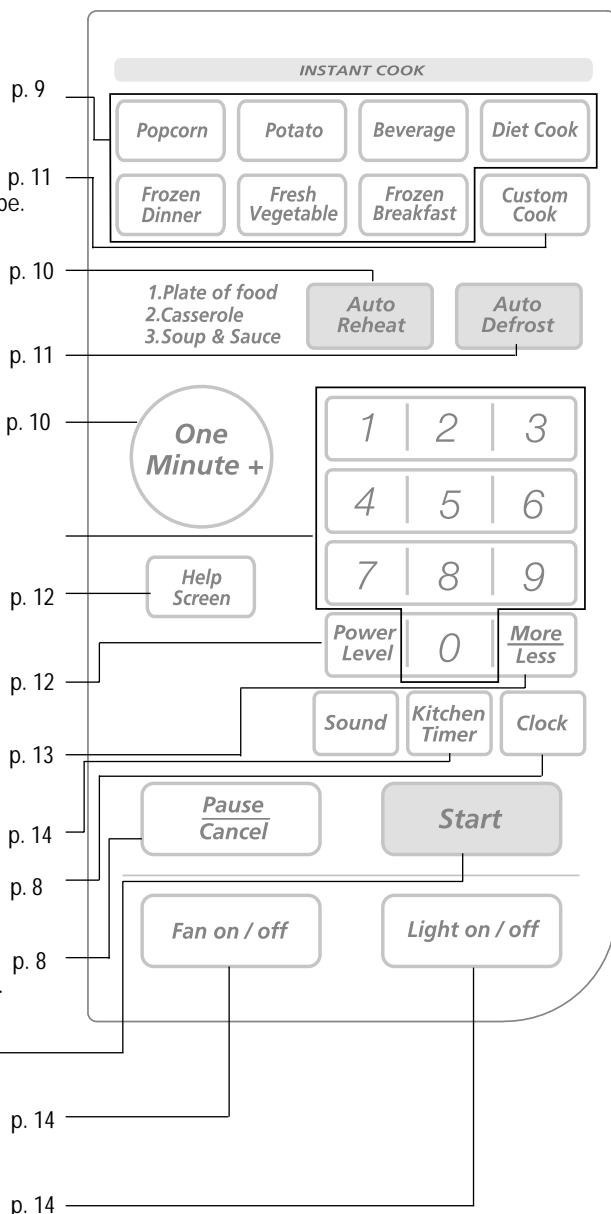 INSTANT COOK
p. 9
Popcorn
Potato
Beverage
Diet Cook
p. 11
pe.
Frozen
Dinner
Fresh
Vegetable
Frozen
Breakfast
Custom
Cook
p. 10
1.Plate of food
2.Casserole
3.Soup & Sauce
Auto
Reheat
Auto
Defrost
p. 11
p. 10
One
Minute +
1 2 3
4 5 6
7 8 9
Help
Screen
p. 12
Power
Level
0
More
Less
p. 12
Sound
Kitchen
Timer
Clock
p. 13
Pause
Cancel
Start
p. 14
p. 8
Fan on / off
Light on / off
p. 8
.
p. 14
p. 14